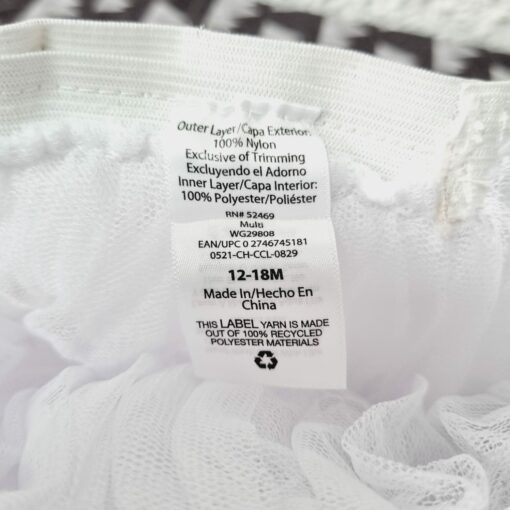 Outer Layer/Capa Exterior:
100% Nylon
Exclusive of Trimming
Excluyendo el Adorno
Inner Layer/Capa Interior:
100% Polyester/Poliéster
RN# 52469
Multi
WG29808
EAN/UPC 0 2746745181
0521-CH-CCL-0829
12-18M
Made In/Hecho En
China
THIS LABEL YARN IS MADE
OUT OF 100% RECYCLED
POLYESTER MATERIALS